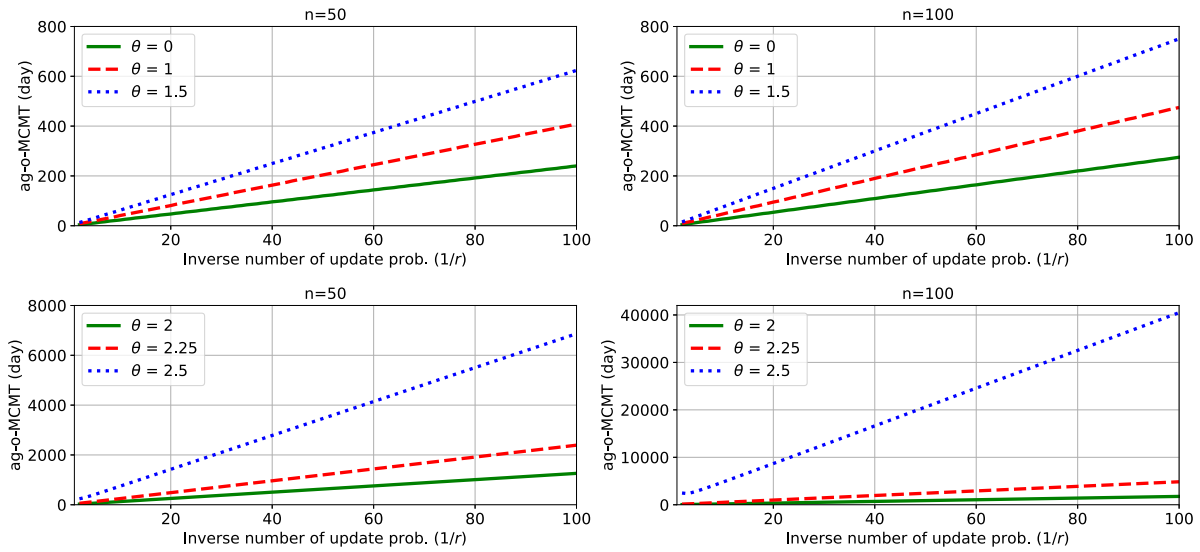 n=50
800
600
400
200
0
ag-o-MCMT (day)
θ = 0
θ = 1
θ = 1.5
20
40
60
80
100
Inverse number of update prob. (1/r)
n=100
800
600
400
200
0
ag-o-MCMT (day)
θ = 0
θ = 1
θ = 1.5
20
40
60
80
100
Inverse number of update prob. (1/r)
n=50
8000
6000
4000
2000
0
ag-o-MCMT (day)
θ = 2
θ = 2.25
θ = 2.5
20
40
60
80
100
Inverse number of update prob. (1/r)
n=100
40000
30000
20000
10000
0
ag-o-MCMT (day)
θ = 2
θ = 2.25
θ = 2.5
20
40
60
80
100
Inverse number of update prob. (1/r)